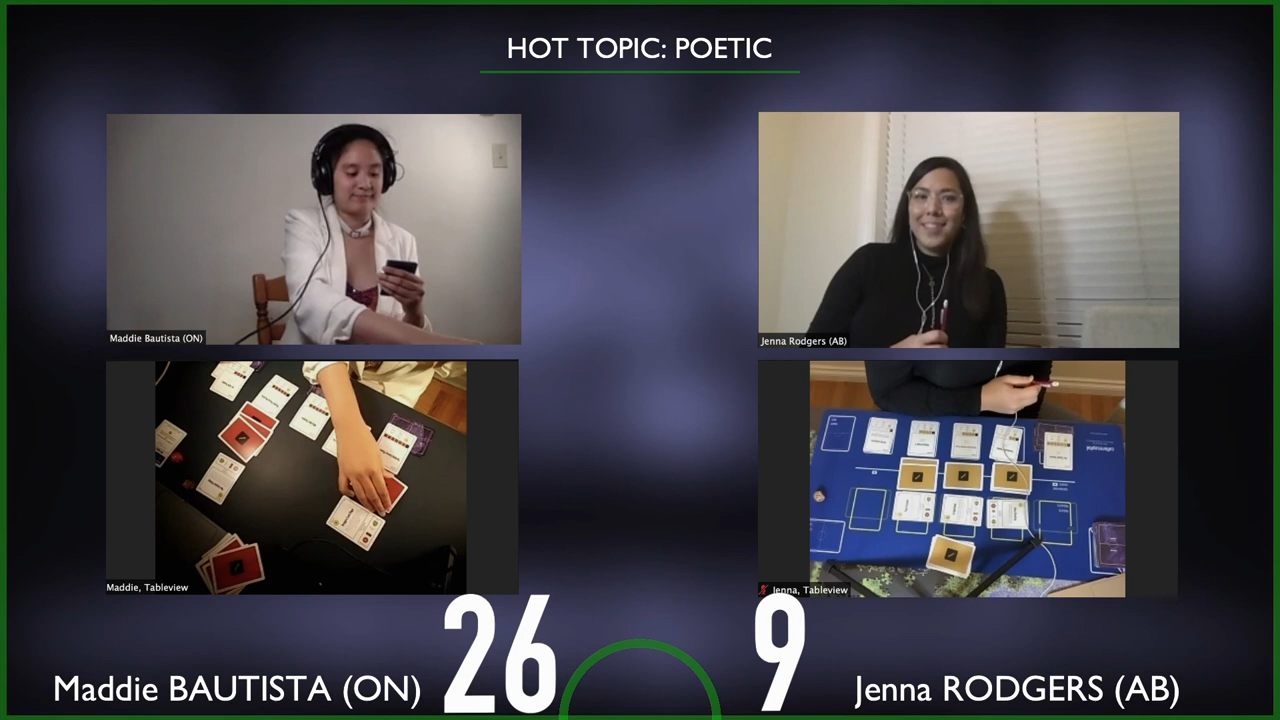 HOT TOPIC: POETIC
Maddie Bautista (ON)
Jenna Rodgers (AB)
Maddie, Tableview
Jenna, Tableview
26
9
Maddie BAUTISTA (ON)
Jenna RODGERS (AB)